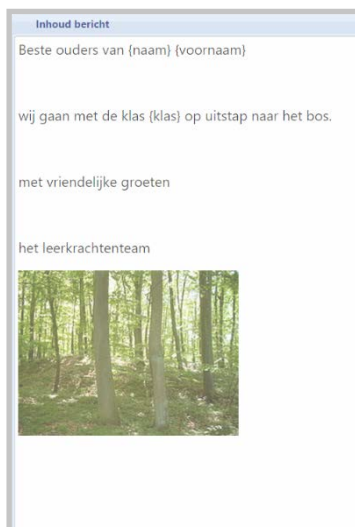 Inhoud bericht
Beste ouders van {naam} {voornaam}
wij gaan met de klas {klas} op uitstap naar het bos.
met vriendelijke groeten
het leerkrachtenteam